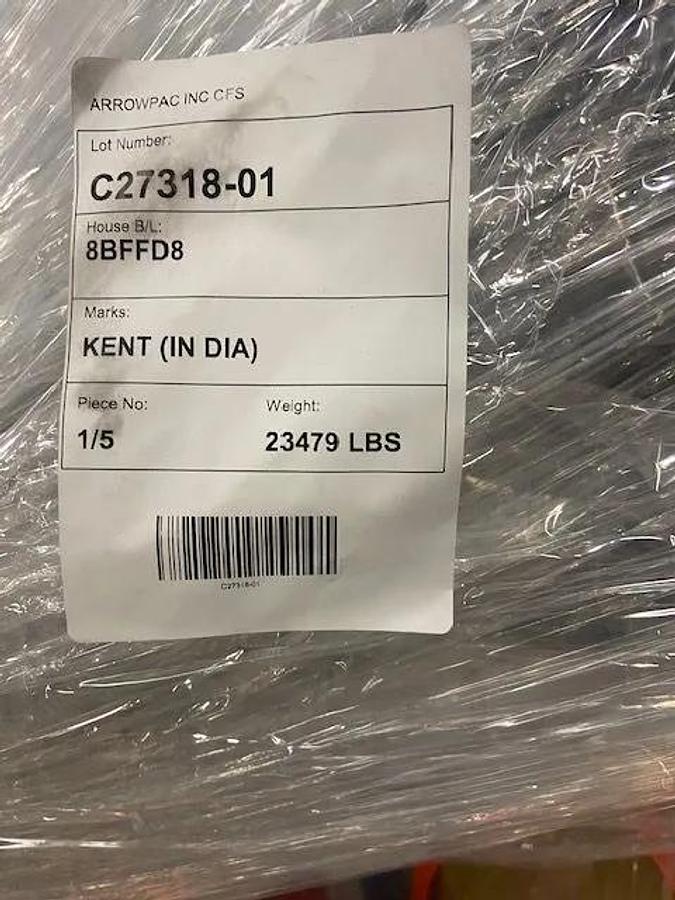 ARROWPAC INC CFS
Lot Number:
C27318-01
House B/L:
8BFFD8
Marks:
KENT (IN DIA)
Piece No: Weight:
1/5 23479 LBS
C27318-01